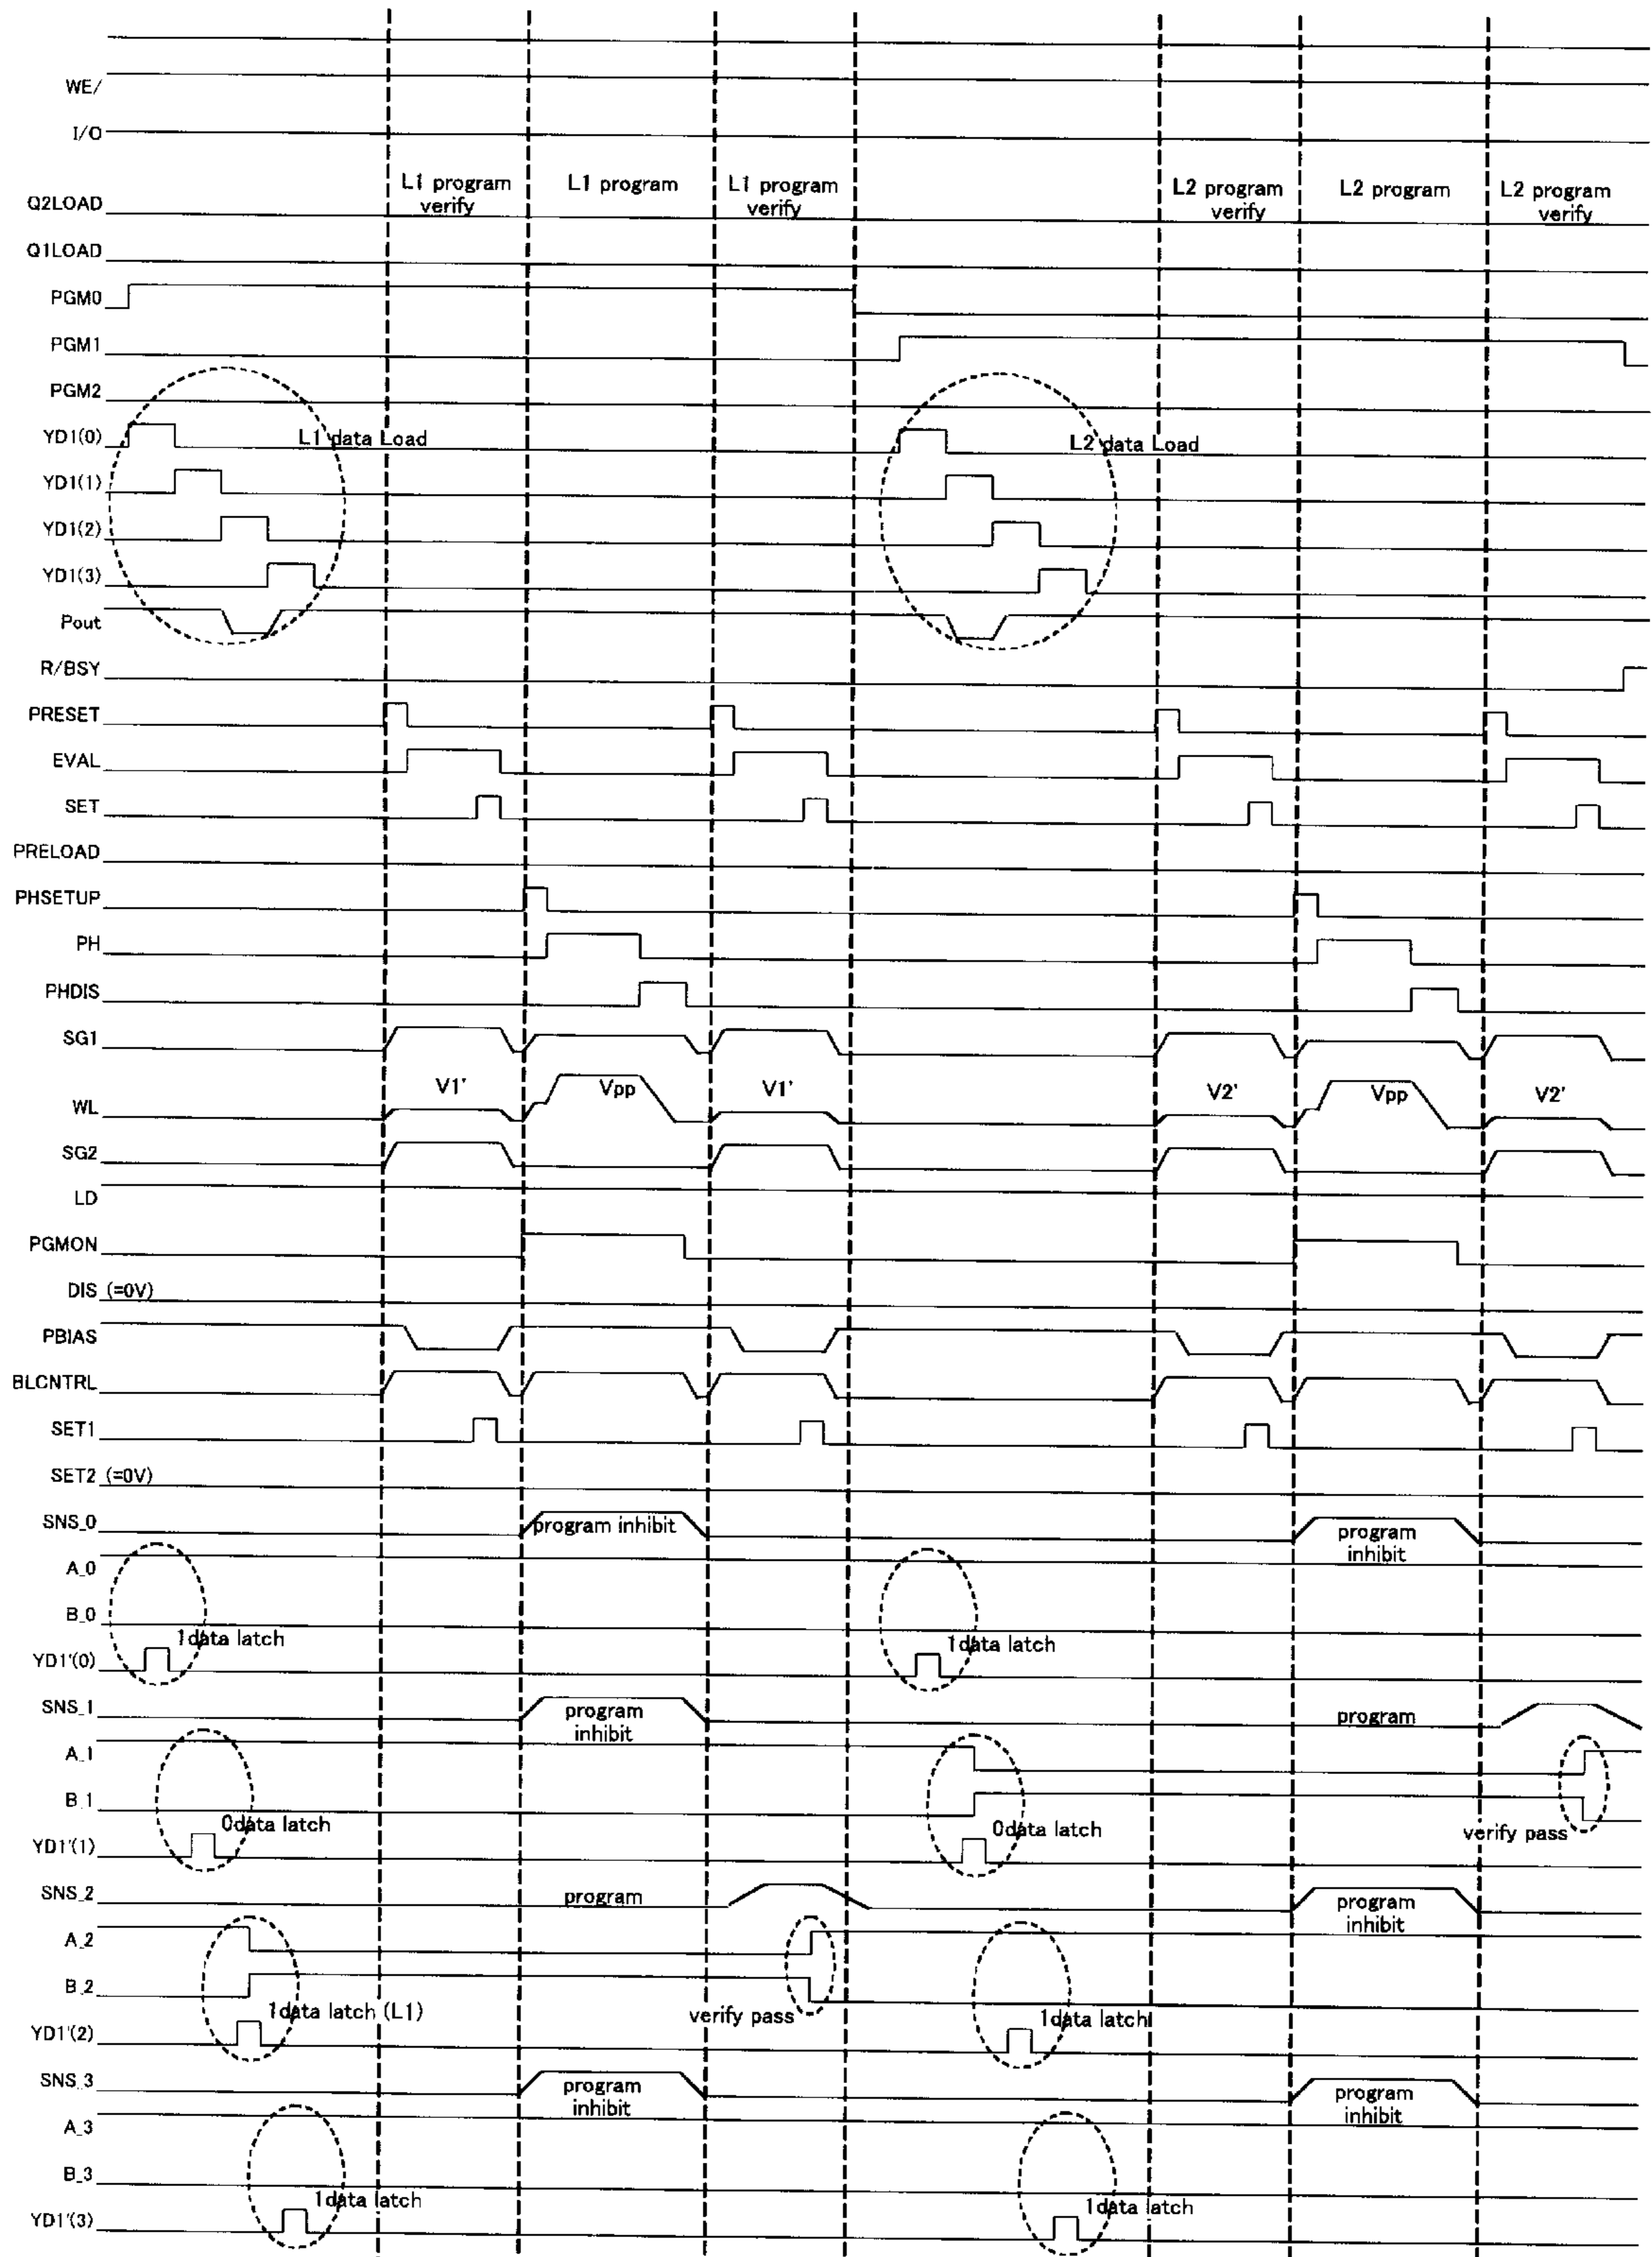 WE/
I/O
L1 program verify
L1 program
L1 program verify
L2 program verify
L2 program
L2 program verify
Q2LOAD
Q1LOAD
PGM0
PGM1
PGM2
YD1(0)
L1 data Load
L2 data Load
YD1(1)
YD1(2)
YD1(3)
Pout
R/BSY
PRESET
EVAL
SET
PRELOAD
PHSETUP
PH
PHDIS
SG1
WL
V1'
Vpp
V1'
V2'
Vpp
V2'
SG2
LD
PGMON
DIS (=0V)
PBIAS
BLCNTRL
SET1
SET2 (=0V)
SNS_0
program inhibit
program inhibit
A_0
B_0
1data latch
1data latch
YD1'(0)
SNS_1
program inhibit
program
A_1
B_1
0data latch
0data latch
verify pass
YD1'(1)
SNS_2
program
program inhibit
A_2
B_2
1data latch (L1)
verify pass
1data latch
YD1'(2)
SNS_3
program inhibit
program inhibit
A_3
B_3
1data latch
1data latch
YD1'(3)